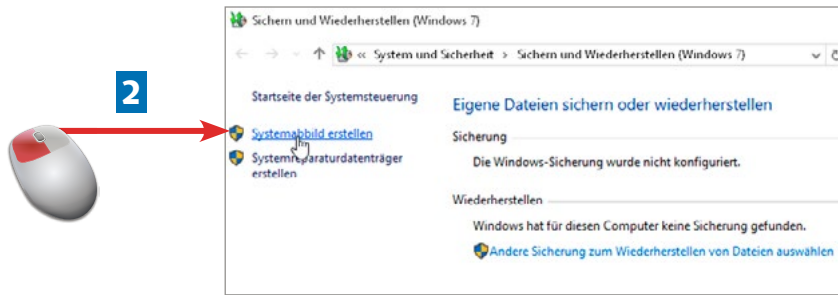 Sichern und Wiederherstellen (Windows 7)
« System und Sicherheit > Sichern und Wiederherstellen (Windows 7)
2
Startseite der Systemsteuerung
Eigene Dateien sichern oder wiederherstellen
Systemabbild erstellen
Sicherung
Systemreparaturdatenträger
erstellen
Die Windows-Sicherung wurde nicht konfiguriert.
Wiederherstellen
Windows hat für diesen Computer keine Sicherung gefunden.
Andere Sicherung zum Wiederherstellen von Dateien auswählen